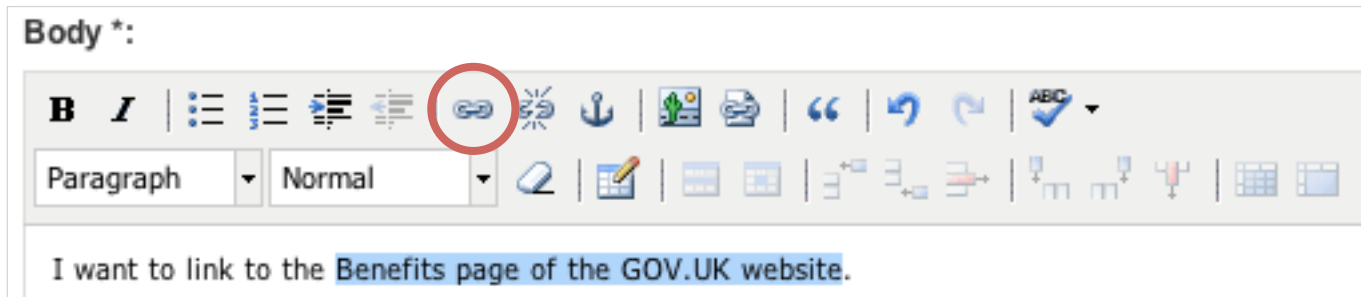 Body *:
B I ABC
Paragraph Normal
I want to link to the Benefits page of the GOV.UK website.